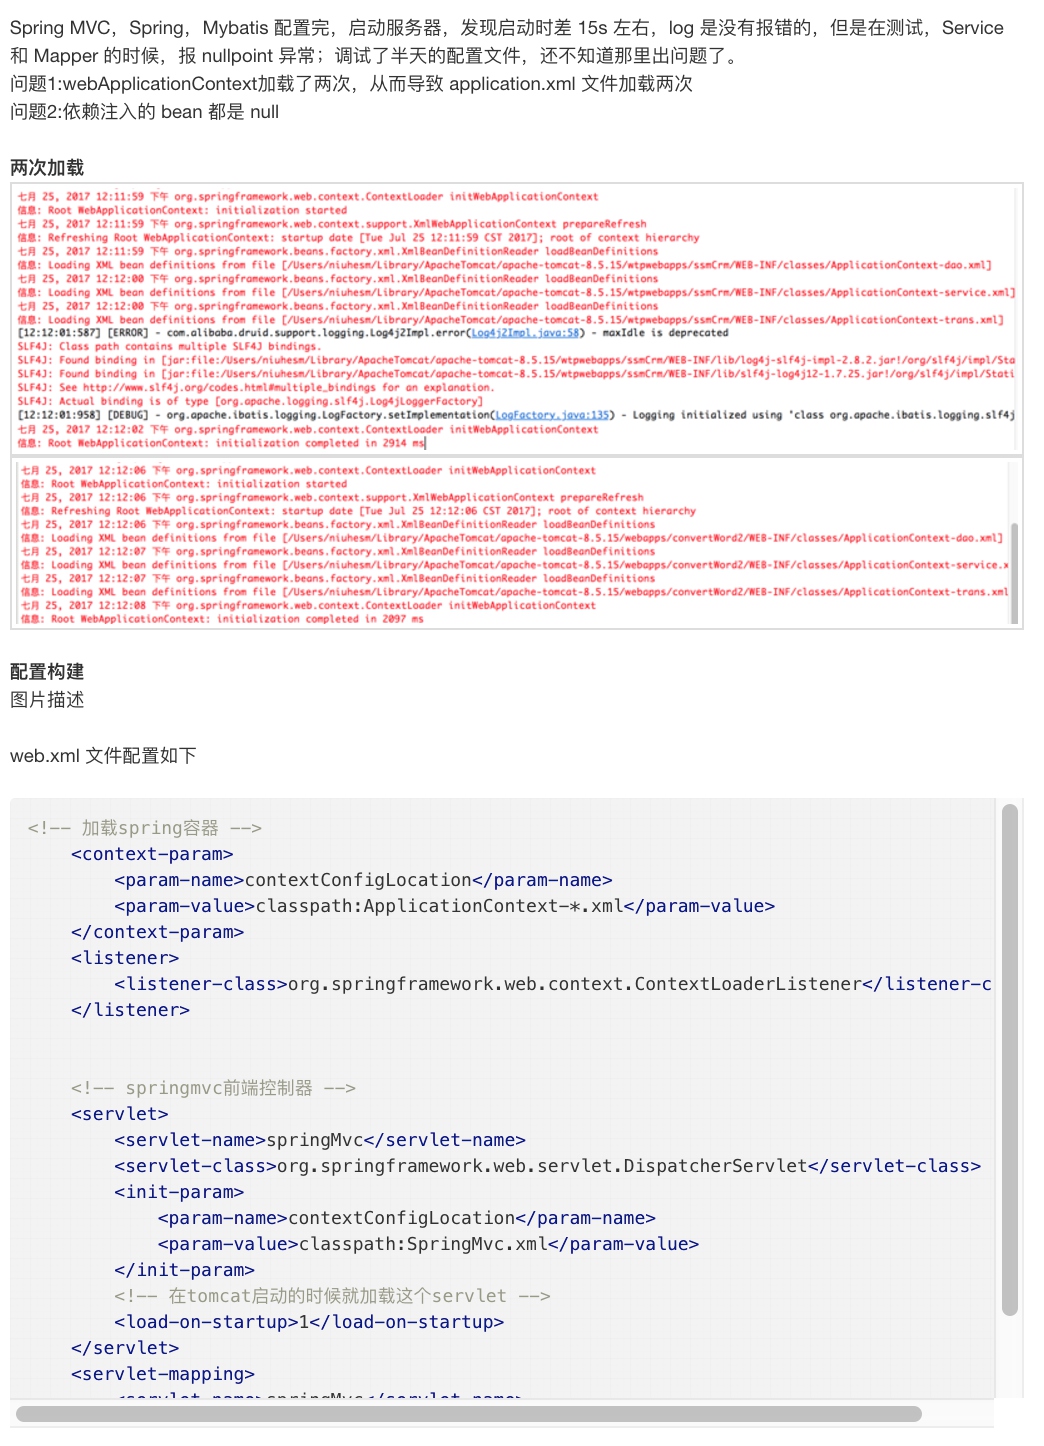 Spring MVC，Spring，Mybatis 配置完，启动服务器，发现启动时差 15s 左右，log 是没有报错的，但是在测试，Service
和 Mapper 的时候，报 nullpoint 异常；调试了半天的配置文件，还不知道那里出问题了。
问题1:webApplicationContext加载了两次，从而导致 application.xml 文件加载两次
问题2:依赖注入的 bean 都是 null
两次加载
七月 25, 2017 12:11:59 下午 org.springframework.web.context.ContextLoader initWebApplicationContext
信息: Root WebApplicationContext: initialization started
七月 25, 2017 12:11:59 下午 org.springframework.web.context.support.XmlWebApplicationContext prepareRefresh
信息: Refreshing Root WebApplicationContext: startup date [Tue Jul 25 12:11:59 CST 2017]; root of context hierarchy
七月 25, 2017 12:11:59 下午 org.springframework.beans.factory.xml.XmlBeanDefinitionReader loadBeanDefinitions
信息: Loading XML bean definitions from file [/Users/niuhesm/Library/ApacheTomcat/apache-tomcat-8.5.15/wtpwebapps/ssmCrm/WEB-INF/classes/ApplicationContext-dao.xml]
七月 25, 2017 12:12:00 下午 org.springframework.beans.factory.xml.XmlBeanDefinitionReader loadBeanDefinitions
信息: Loading XML bean definitions from file [/Users/niuhesm/Library/ApacheTomcat/apache-tomcat-8.5.15/wtpwebapps/ssmCrm/WEB-INF/classes/ApplicationContext-service.xml]
七月 25, 2017 12:12:00 下午 org.springframework.beans.factory.xml.XmlBeanDefinitionReader loadBeanDefinitions
信息: Loading XML bean definitions from file [/Users/niuhesm/Library/ApacheTomcat/apache-tomcat-8.5.15/wtpwebapps/ssmCrm/WEB-INF/classes/ApplicationContext-trans.xml]
[12:12:01:587] [ERROR] - com.alibaba.druid.support.logging.Log4j2Impl.error(Log4j2Impl.java:58) - maxIdle is deprecated
SLF4J: Class path contains multiple SLF4J bindings.
SLF4J: Found binding in [jar:file:/Users/niuhesm/Library/ApacheTomcat/apache-tomcat-8.5.15/wtpwebapps/ssmCrm/WEB-INF/lib/log4j-slf4j-impl-2.8.2.jar!/org/slf4j/impl/Sta
SLF4J: Found binding in [jar:file:/Users/niuhesm/Library/ApacheTomcat/apache-tomcat-8.5.15/wtpwebapps/ssmCrm/WEB-INF/lib/slf4j-log4j12-1.7.25.jar!/org/slf4j/impl/Stati
SLF4J: See http://www.slf4j.org/codes.html#multiple_bindings for an explanation.
SLF4J: Actual binding is of type [org.apache.logging.slf4j.Log4jLoggerFactory]
[12:12:01:958] [DEBUG] - org.apache.ibatis.logging.LogFactory.setImplementation(LogFactory.java:135) - Logging initialized using 'class org.apache.ibatis.logging.slf4j
七月 25, 2017 12:12:02 下午 org.springframework.web.context.ContextLoader initWebApplicationContext
信息: Root WebApplicationContext: initialization completed in 2914 ms
七月 25, 2017 12:12:06 下午 org.springframework.web.context.ContextLoader initWebApplicationContext
信息: Root WebApplicationContext: initialization started
七月 25, 2017 12:12:06 下午 org.springframework.web.context.support.XmlWebApplicationContext prepareRefresh
信息: Refreshing Root WebApplicationContext: startup date [Tue Jul 25 12:12:06 CST 2017]; root of context hierarchy
七月 25, 2017 12:12:06 下午 org.springframework.beans.factory.xml.XmlBeanDefinitionReader loadBeanDefinitions
信息: Loading XML bean definitions from file [/Users/niuhesm/Library/ApacheTomcat/apache-tomcat-8.5.15/webapps/convertWord2/WEB-INF/classes/ApplicationContext-dao.xml]
七月 25, 2017 12:12:07 下午 org.springframework.beans.factory.xml.XmlBeanDefinitionReader loadBeanDefinitions
信息: Loading XML bean definitions from file [/Users/niuhesm/Library/ApacheTomcat/apache-tomcat-8.5.15/webapps/convertWord2/WEB-INF/classes/ApplicationContext-service.x
七月 25, 2017 12:12:07 下午 org.springframework.beans.factory.xml.XmlBeanDefinitionReader loadBeanDefinitions
信息: Loading XML bean definitions from file [/Users/niuhesm/Library/ApacheTomcat/apache-tomcat-8.5.15/webapps/convertWord2/WEB-INF/classes/ApplicationContext-trans.xml
七月 25, 2017 12:12:08 下午 org.springframework.web.context.ContextLoader initWebApplicationContext
信息: Root WebApplicationContext: initialization completed in 2097 ms
配置构建
图片描述
web.xml 文件配置如下
<!-- 加载spring容器 -->
<context-param>
<param-name>contextConfigLocation</param-name>
<param-value>classpath:ApplicationContext-*.xml</param-value>
</context-param>
<listener>
<listener-class>org.springframework.web.context.ContextLoaderListener</listener-c
</listener>
<!-- springmvc前端控制器 -->
<servlet>
<servlet-name>springMvc</servlet-name>
<servlet-class>org.springframework.web.servlet.DispatcherServlet</servlet-class>
<init-param>
<param-name>contextConfigLocation</param-name>
<param-value>classpath:SpringMvc.xml</param-value>
</init-param>
<!-- 在tomcat启动的时候就加载这个servlet -->
<load-on-startup>1</load-on-startup>
</servlet>
<servlet-mapping>
<servlet-name>springMvc</servlet-name>